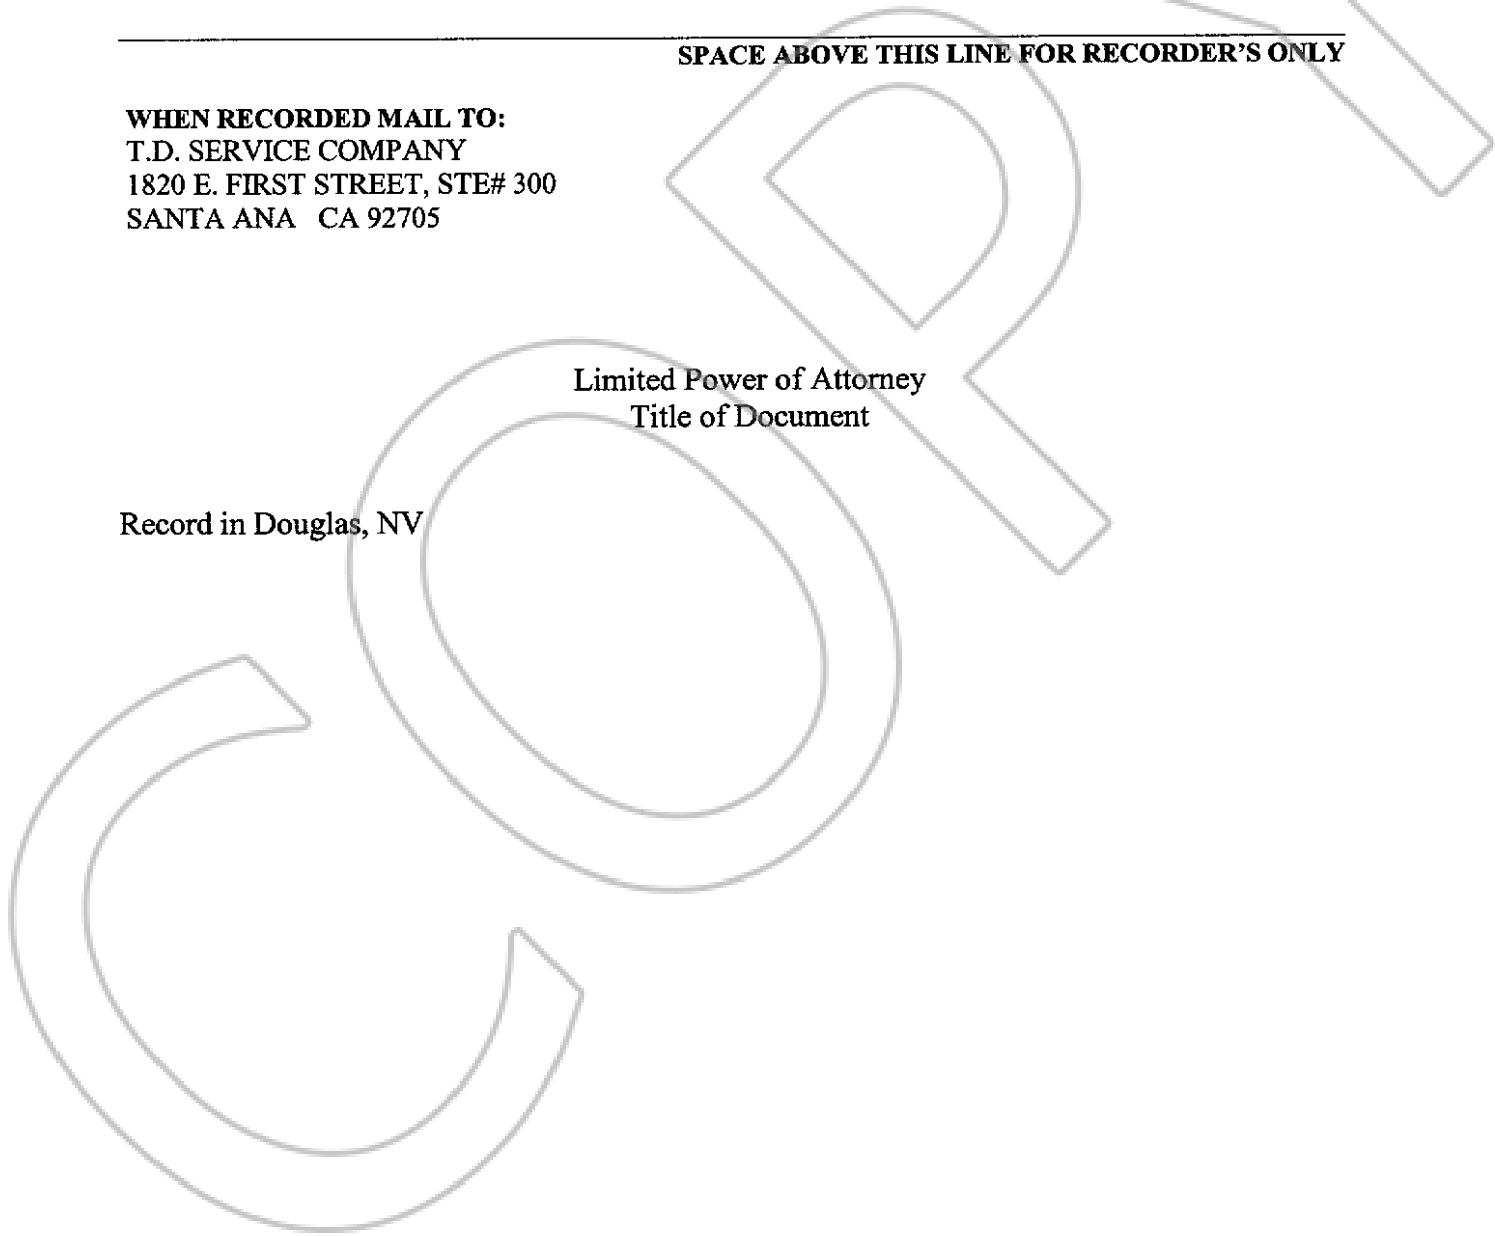 SPACE ABOVE THIS LINE FOR RECORDER'S ONLY
WHEN RECORDED MAIL TO:
T.D. SERVICE COMPANY
1820 E. FIRST STREET, STE# 300
SANTA ANA CA 92705
Limited Power of Attorney
Title of Document
Record in Douglas, NV
COPY